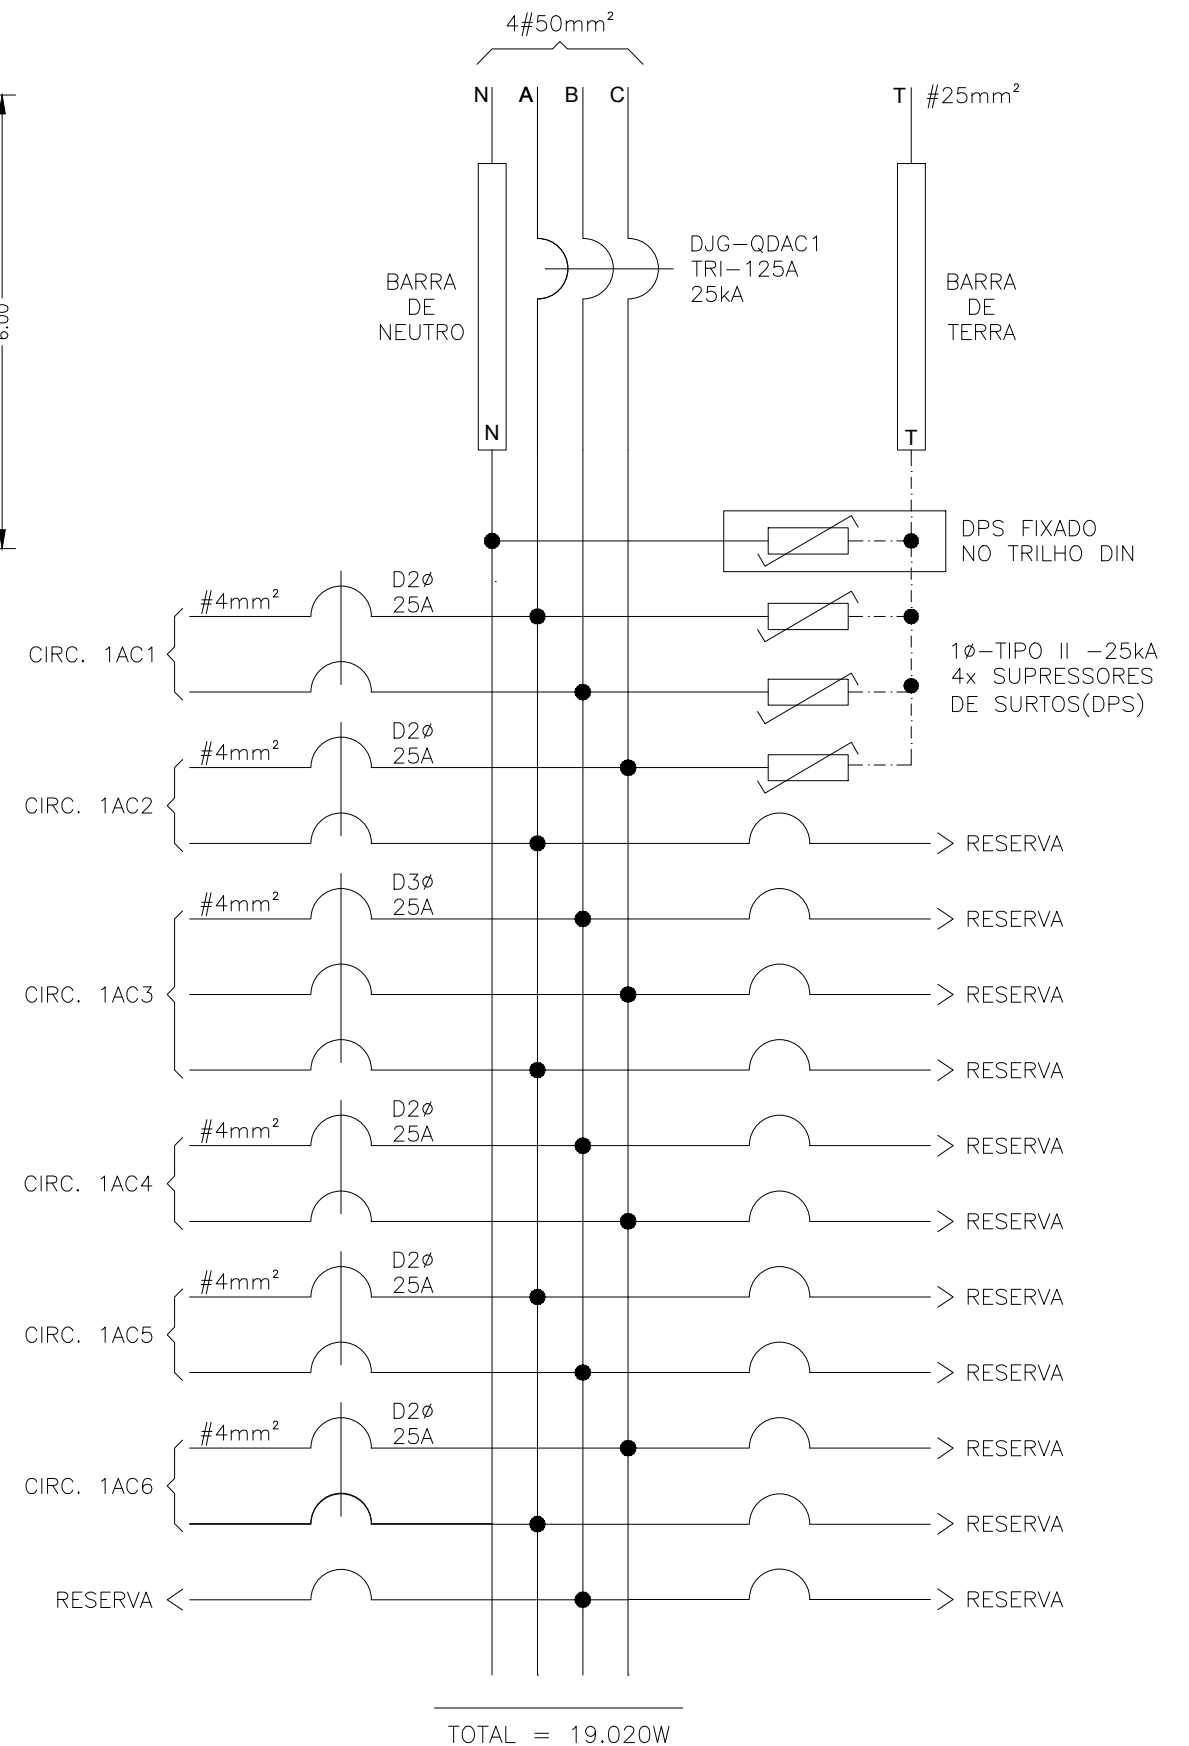 4#50mm²
N A B C
T #25mm²
6.00
BARRA
DE
NEUTRO
DJG-QDAC1
TRI-125A
25kA
BARRA
DE
TERRA
N
T
DPS FIXADO
NO TRILHO DIN
1ø-TIPO II -25kA
4x SUPRESSORES
DE SURTOS(DPS)
CIRC. 1AC1
#4mm²
D2ø
25A
CIRC. 1AC2
#4mm²
D2ø
25A
RESERVA
CIRC. 1AC3
#4mm²
D3ø
25A
RESERVA
RESERVA
RESERVA
CIRC. 1AC4
#4mm²
D2ø
25A
RESERVA
RESERVA
CIRC. 1AC5
#4mm²
D2ø
25A
RESERVA
RESERVA
CIRC. 1AC6
#4mm²
D2ø
25A
RESERVA
RESERVA
RESERVA
RESERVA
TOTAL = 19.020W